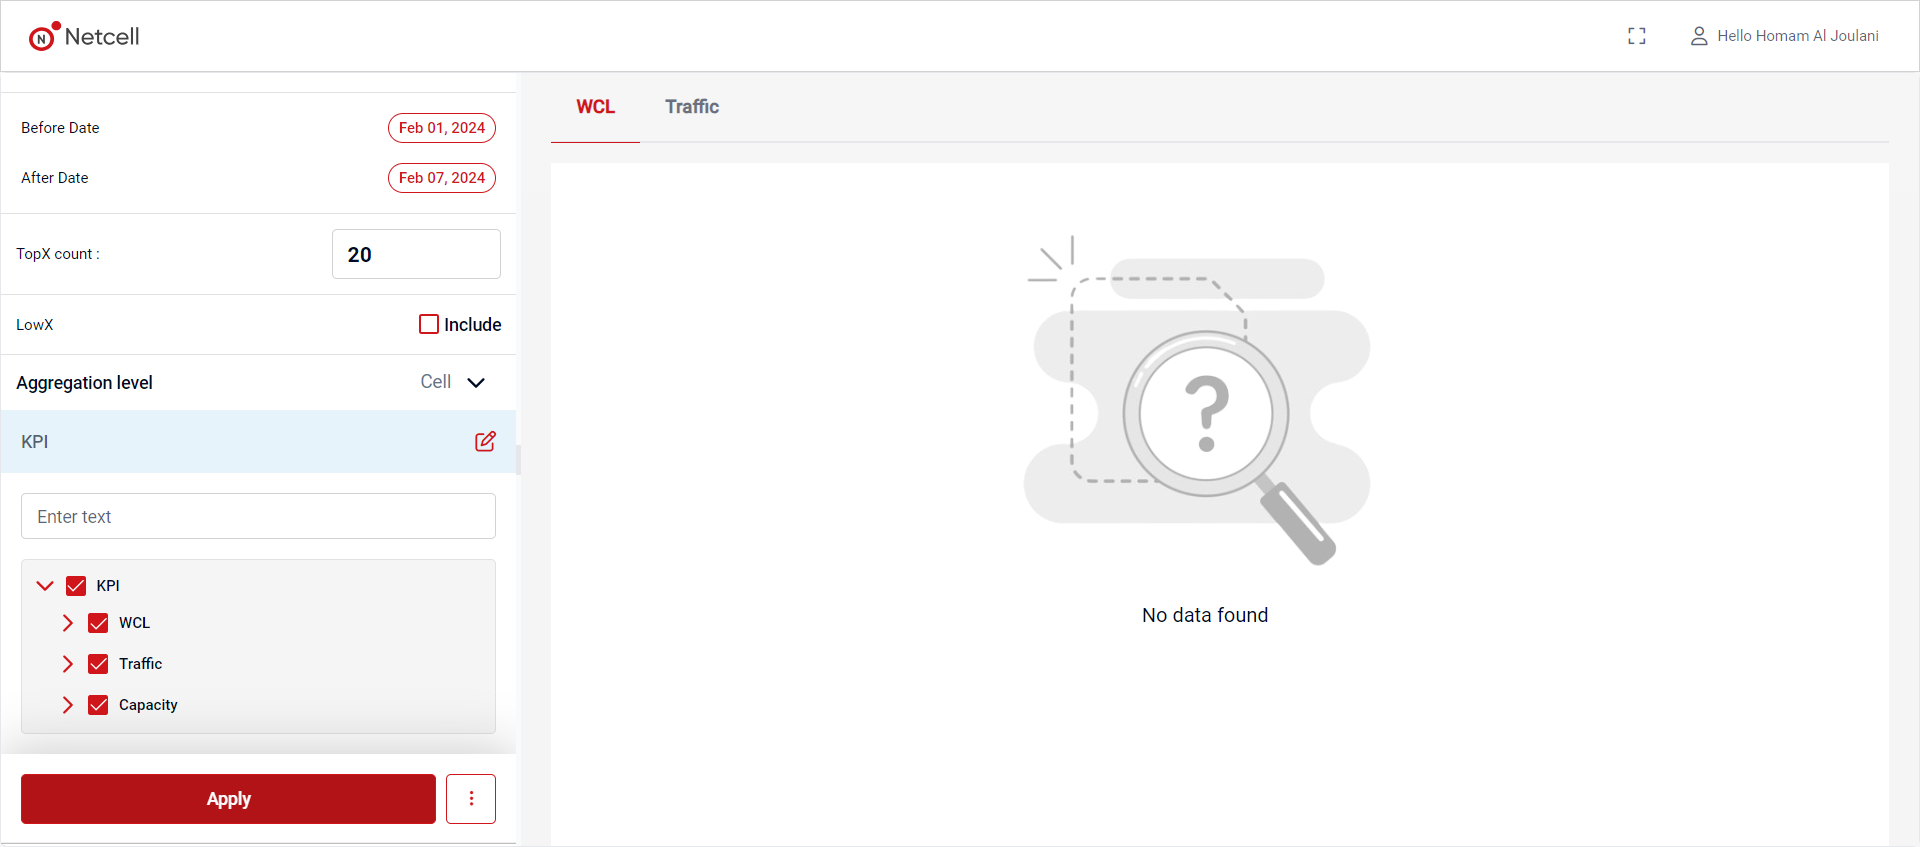 N Netcell
Hello Homam Al Joulani
Before Date
Feb 01, 2024
After Date
Feb 07, 2024
TopX count :
20
LowX
Include
Aggregation level
Cell
KPI
Enter text
KPI
WCL
Traffic
Capacity
Apply
WCL
Traffic
?
No data found